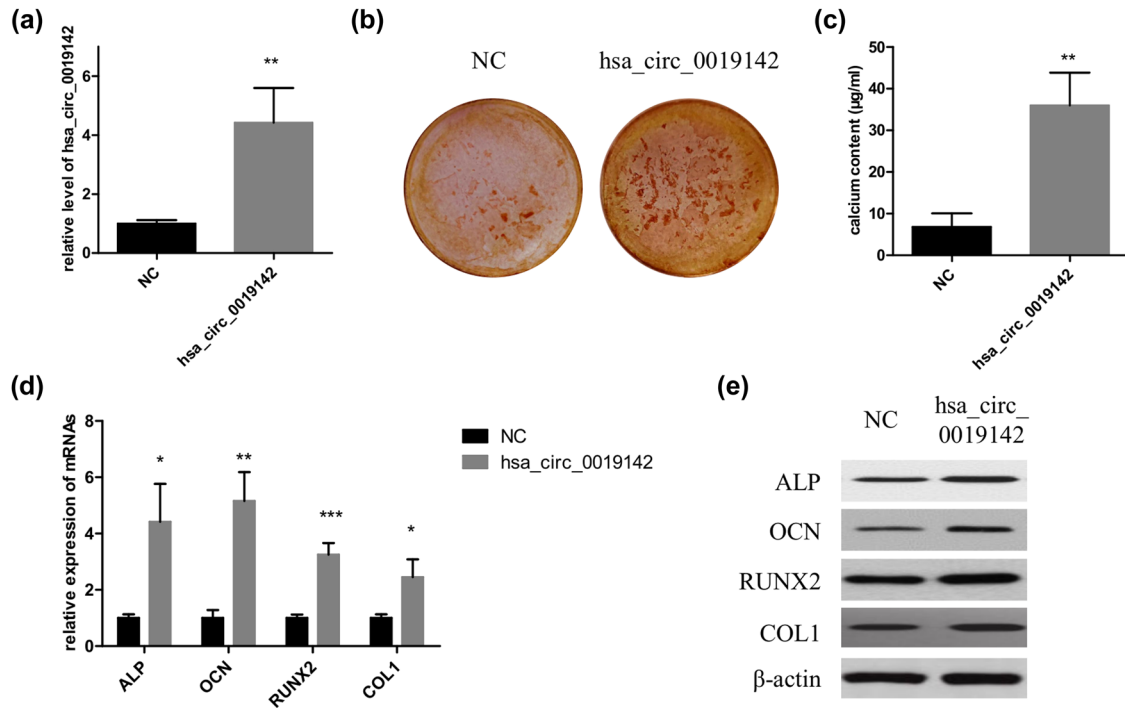 (a)
relative level of hsa_circ_0019142
6
4
2
0
**
NC
hsa_circ_0019142
(b)
NC
hsa_circ_0019142
(c)
calcium content (µg/ml)
50
40
30
20
10
0
**
NC
hsa_circ_0019142
(d)
relative expression of mRNAs
8
6
4
2
0
*
**
***
*
ALP
OCN
RUNX2
COL1
NC
hsa_circ_0019142
(e)
NC
hsa_circ_
0019142
ALP
OCN
RUNX2
COL1
β-actin